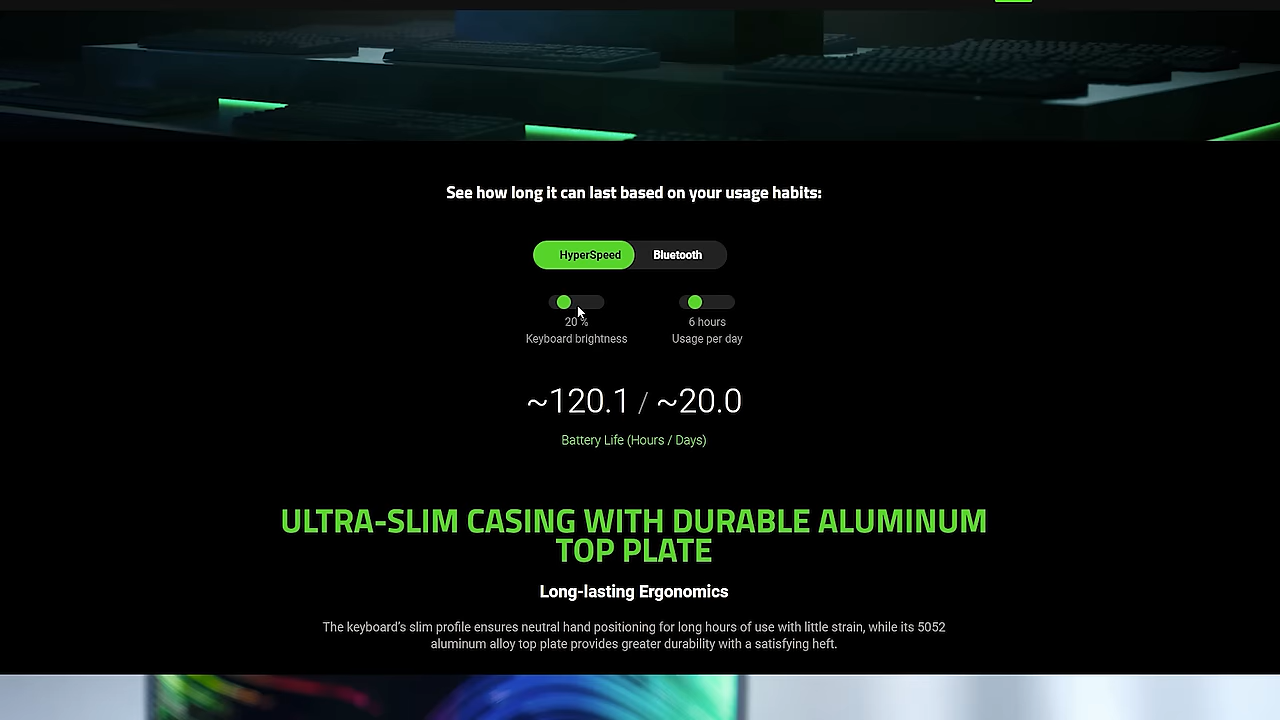 See how long it can last based on your usage habits:
HyperSpeed Bluetooth
20 % 6 hours
Keyboard brightness Usage per day
~120.1 / ~20.0
Battery Life (Hours / Days)
ULTRA-SLIM CASING WITH DURABLE ALUMINUM
TOP PLATE
Long-lasting Ergonomics
The keyboard's slim profile ensures neutral hand positioning for long hours of use with little strain, while its 5052
aluminum alloy top plate provides greater durability with a satisfying heft.